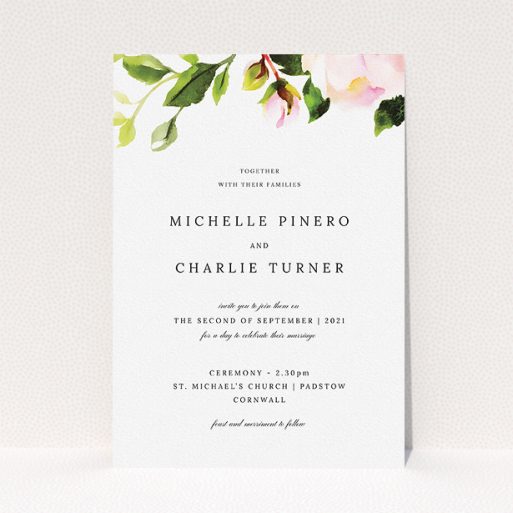 TOGETHER
WITH THEIR FAMILIES
MICHELLE PINERO
AND
CHARLIE TURNER
invite you to join them on
THE SECOND OF SEPTEMBER | 2021
for a day to celebrate their marriage
CEREMONY - 2.30pm
ST. MICHAEL'S CHURCH | PADSTOW
CORNWALL
feast and merriment to follow